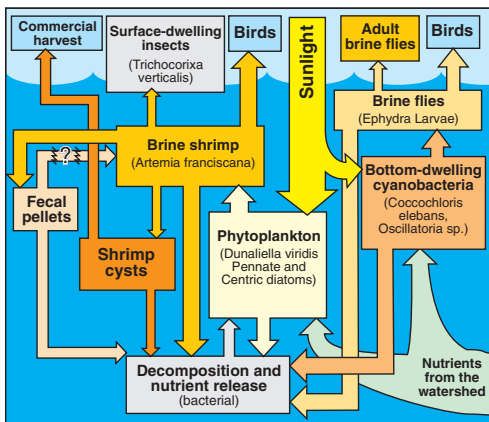 Commercial
harvest
Surface-dwelling
insects
(Trichocorixa
verticalis)
Birds
Sunlight
Adult
brine flies
Birds
Brine flies
(Ephydra Larvae)
?
Brine shrimp
(Artemia franciscana)
Bottom-dwelling
cyanobacteria
(Coccochloris
elebans,
Oscillatoria sp.)
Fecal
pellets
Phytoplankton
(Dunaliella viridis
Pennate and
Centric diatoms)
Shrimp
cysts
Nutrients
from the
watershed
Decomposition and
nutrient release
(bacterial)